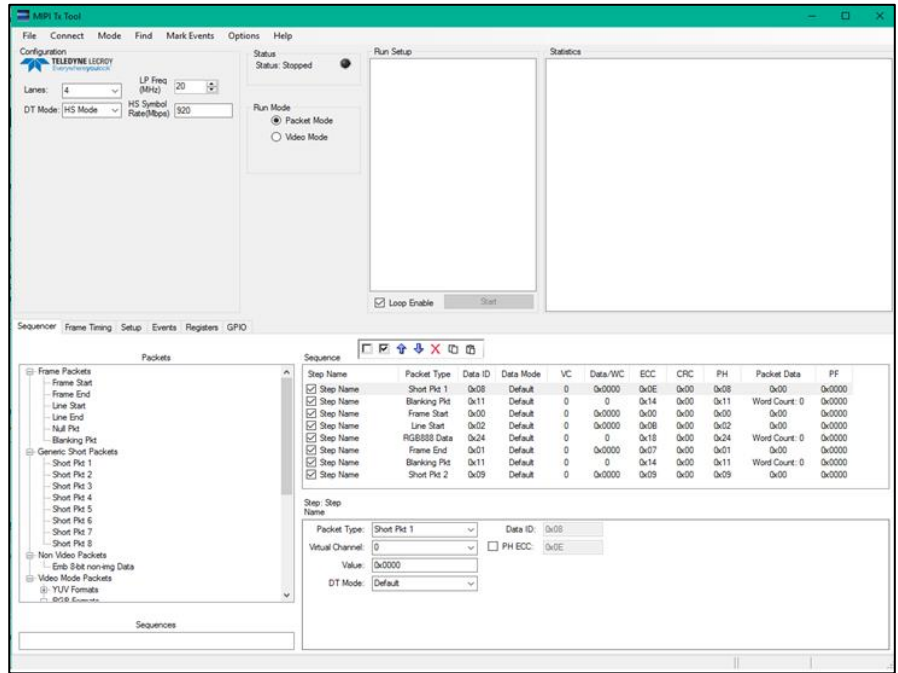 MIPI Tx Tool
File Connect Mode Find Mark Events Options Help
Configuration
TELEDYNE LECROY
Everywhereyoulook
Lanes: 4
LP Freq (MHz) 20
DT Mode: HS Mode
HS Symbol Rate(Mbps) 920
Status
Status: Stopped
Run Mode
Packet Mode
Video Mode
Run Setup
Loop Enable Start
Statistics
Sequencer Frame Timing Setup Events Registers GPIO
Packets
Frame Packets
Frame Start
Frame End
Line Start
Line End
Null Pkt
Blanking Pkt
Generic Short Packets
Short Pkt 1
Short Pkt 2
Short Pkt 3
Short Pkt 4
Short Pkt 5
Short Pkt 6
Short Pkt 7
Short Pkt 8
Non Video Packets
Emb 8-bit non-img Data
Video Mode Packets
YUV Formats
RGB Formats
Sequences
Sequence
Step Name Packet Type Data ID Data Mode VC Data/WC ECC CRC PH Packet Data PF
Step Name Short Pkt 1 0x08 Default 0 0x0000 0x0E 0x00 0x08 0x00 0x0000
Step Name Blanking Pkt 0x11 Default 0 0 0x14 0x00 0x11 Word Count: 0 0x0000
Step Name Frame Start 0x00 Default 0 0x0000 0x00 0x00 0x00 0x00 0x0000
Step Name Line Start 0x02 Default 0 0x0000 0x0B 0x00 0x02 0x00 0x0000
Step Name RGB888 Data 0x24 Default 0 0 0x18 0x00 0x24 Word Count: 0 0x0000
Step Name Frame End 0x01 Default 0 0x0000 0x07 0x00 0x01 0x00 0x0000
Step Name Blanking Pkt 0x11 Default 0 0 0x14 0x00 0x11 Word Count: 0 0x0000
Step Name Short Pkt 2 0x09 Default 0 0x0000 0x09 0x00 0x09 0x00 0x0000
Step: Step
Name
Packet Type: Short Pkt 1 Data ID: 0x08
Virtual Channel: 0 PH ECC: 0x0E
Value: 0x0000
DT Mode: Default